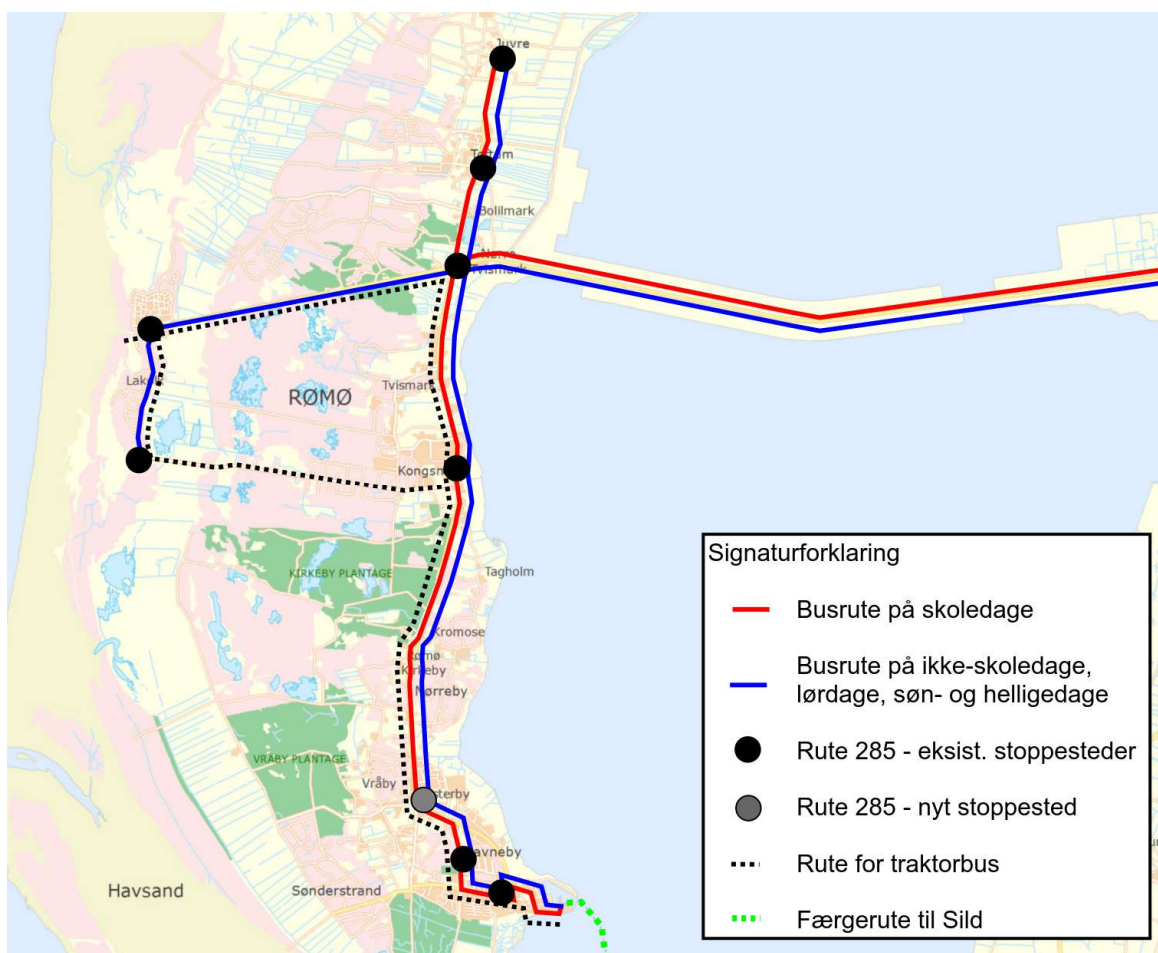 Juvre
Bolilmark
Nørre
Tvismark
RØMØ
KIRKEBY PLANTAGE
Tagholm
Kromose
Kirkeby
Nørreby
VRÅBY PLANTAGE
Vråby
Sønderstrand
Havsand
Signaturforklaring
Busrute på skoledage
Busrute på ikke-skoledage,
lørdage, søn- og helligedage
Rute 285 - eksist. stoppesteder
Rute 285 - nyt stoppested
Rute for traktorbus
Færgerute til Sild